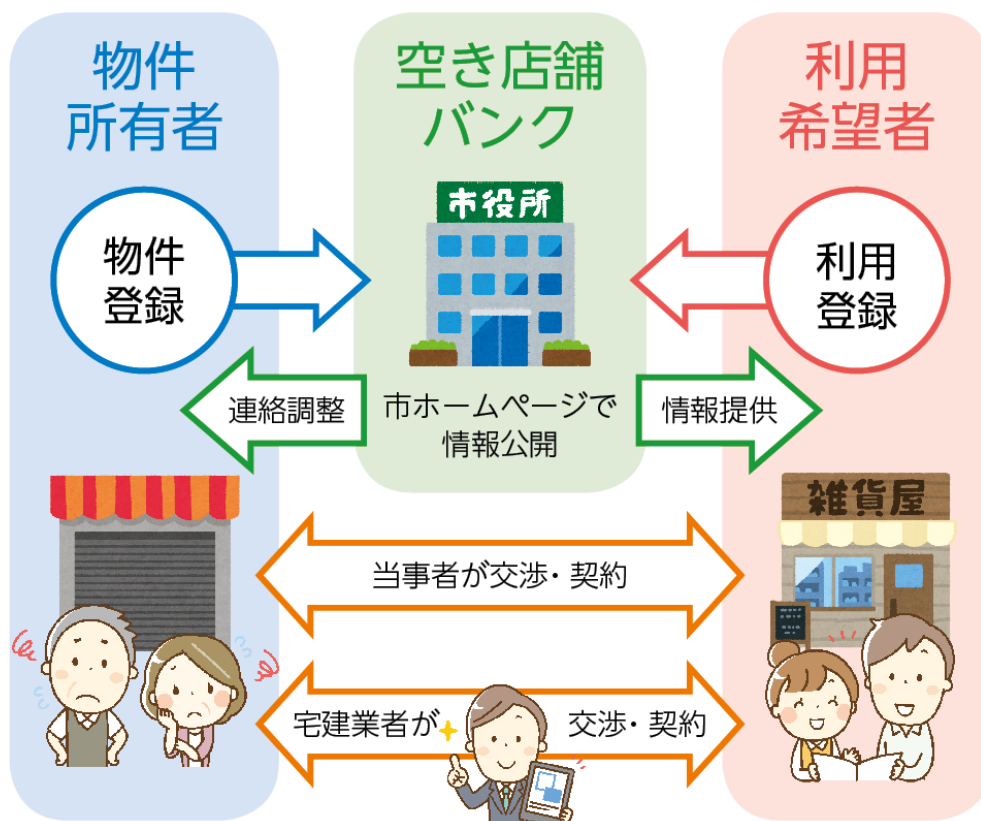 物件
所有者
空き店舗
バンク
利用
希望者
市役所
物件
登録
利用
登録
連絡調整
市ホームページで
情報公開
情報提供
雑貨屋
当事者が交渉・契約
宅建業者が
交渉・契約